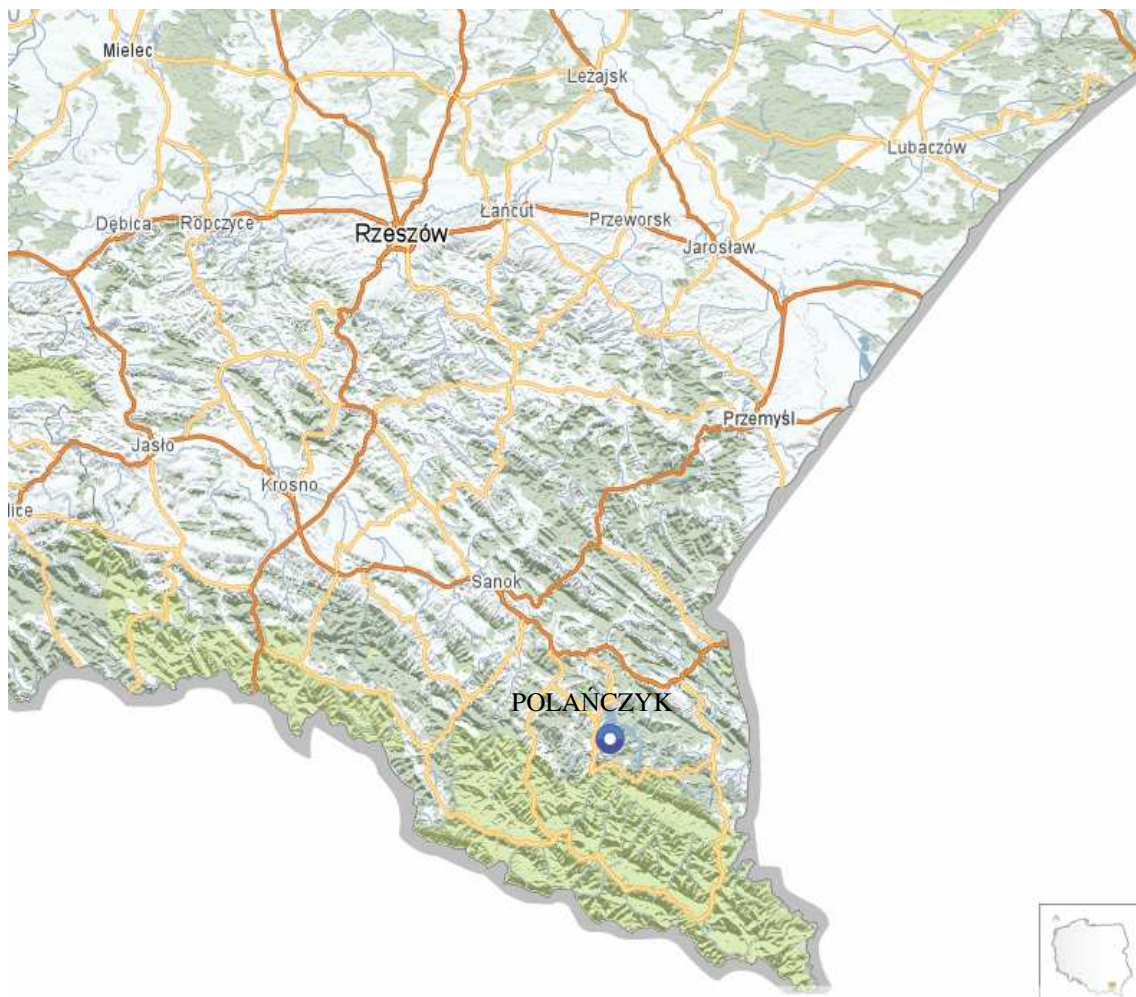 Mielec
Leżajsk
Lubaczów
Dębica
Ropczyce
Łańcut
Przeworsk
Rzeszów
Jarosław
Przemyśl
Jasło
Krosno
lice
Sanok
POLAŃCZYK